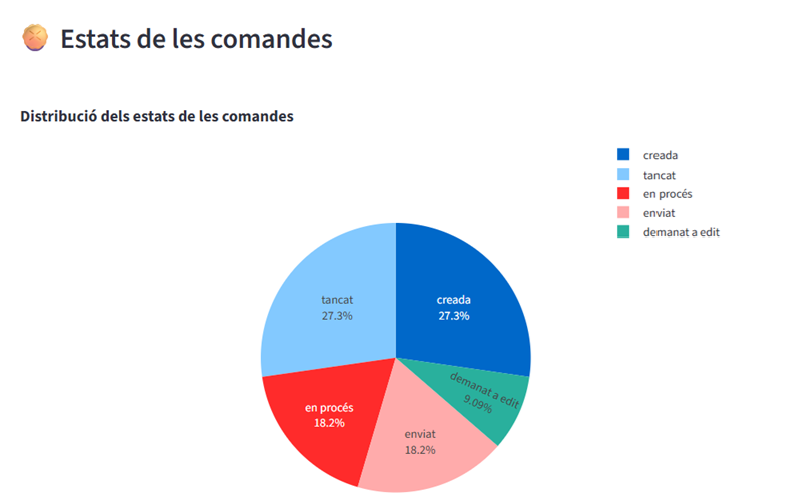 Estats de les comandes
Distribució dels estats de les comandes
creada
tancat
en procés
enviat
demanat a edit
tancat
27.3%
creada
27.3%
demanat a edit
9.09%
en procés
18.2%
enviat
18.2%